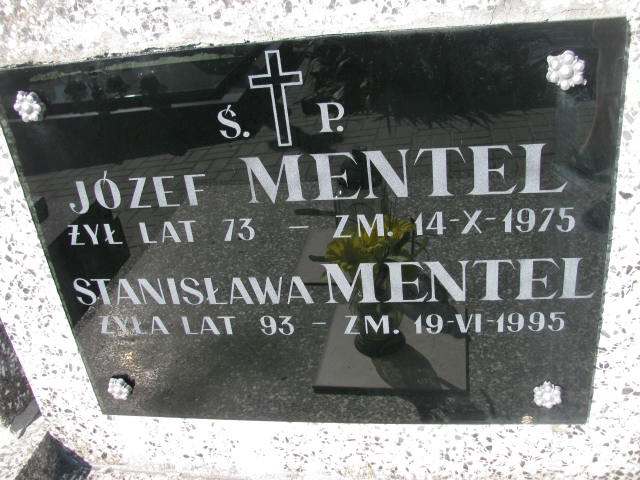 Ś. P.
JÓZEF MENTEL
ŻYŁ LAT 73 – ZM. 14-X-1975
STANISŁAWA MENTEL
ŻYŁA LAT 93 – ZM. 19-VI-1995